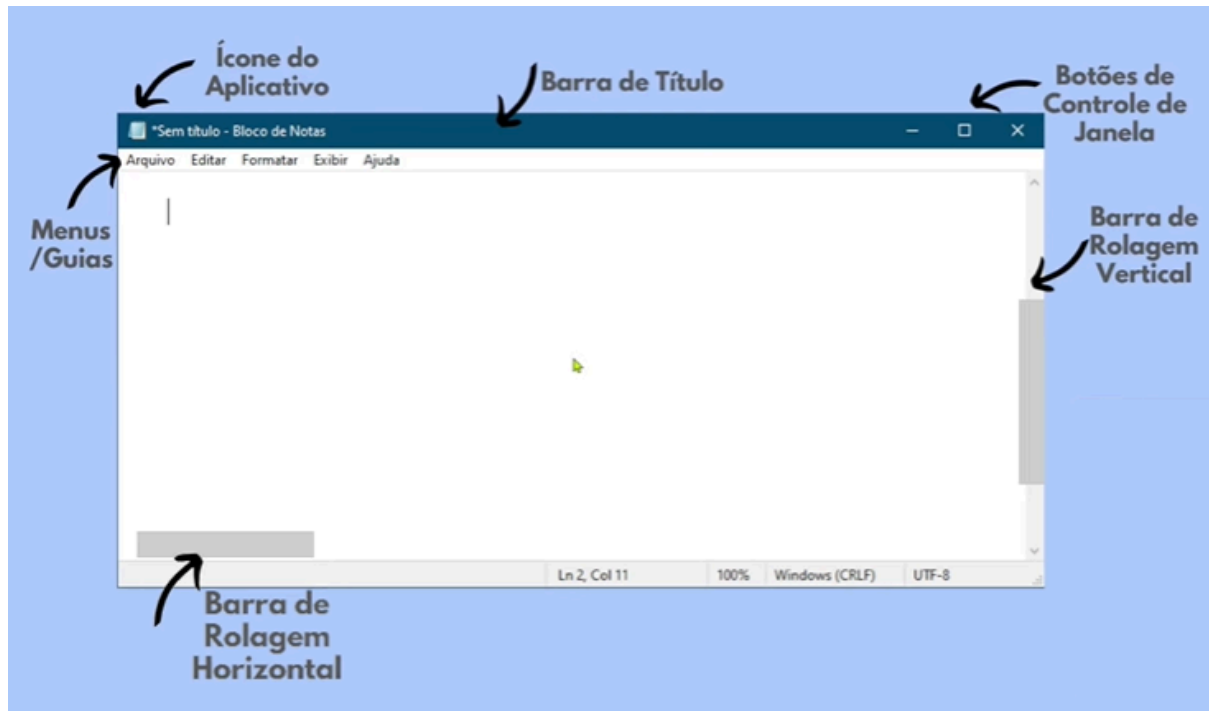 Ícone do
Aplicativo
Barra de Título
Botões de
Controle de
Janela
*Sem título - Bloco de Notas
Arquivo Editar Formatar Exibir Ajuda
Menus
/Guias
Barra de
Rolagem
Vertical
Ln 2, Col 11 100% Windows (CRLF) UTF-8
Barra de
Rolagem
Horizontal